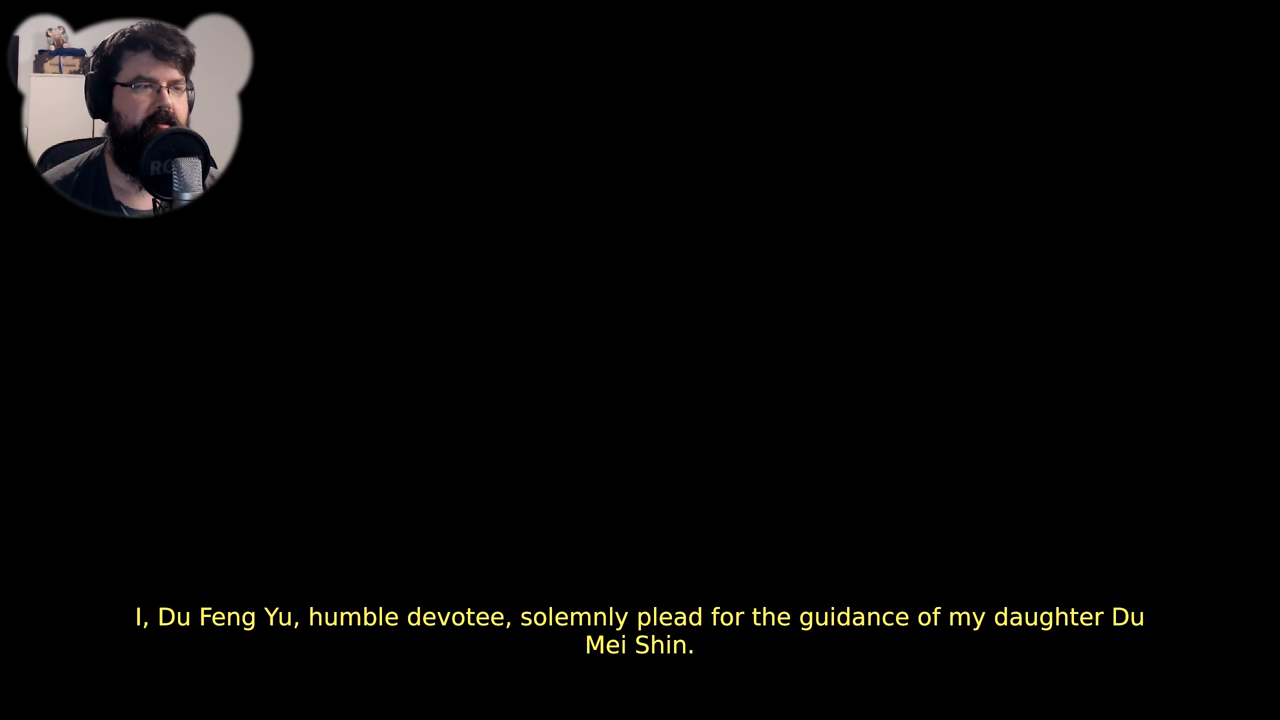 I, Du Feng Yu, humble devotee, solemnly plead for the guidance of my daughter Du
Mei Shin.